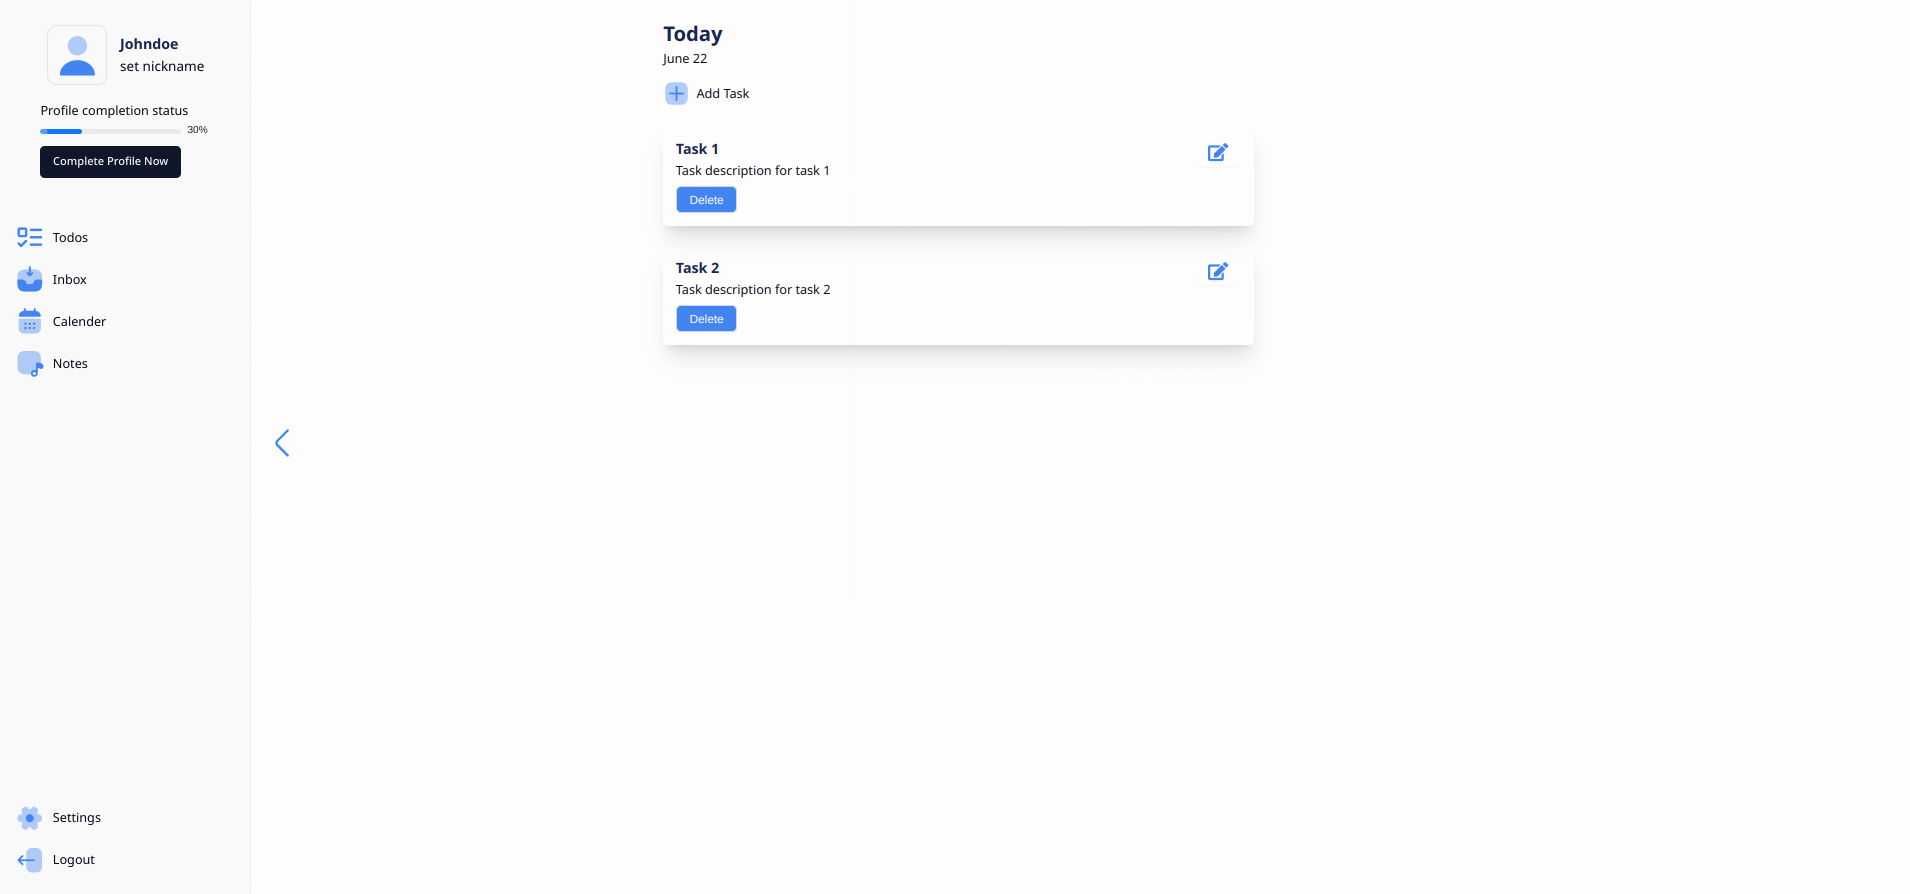 Johndoe
set nickname
Profile completion status
30%
Complete Profile Now
Todos
Inbox
Calender
Notes
Settings
Logout
Today
June 22
Add Task
Task 1
Task description for task 1
Delete
Task 2
Task description for task 2
Delete